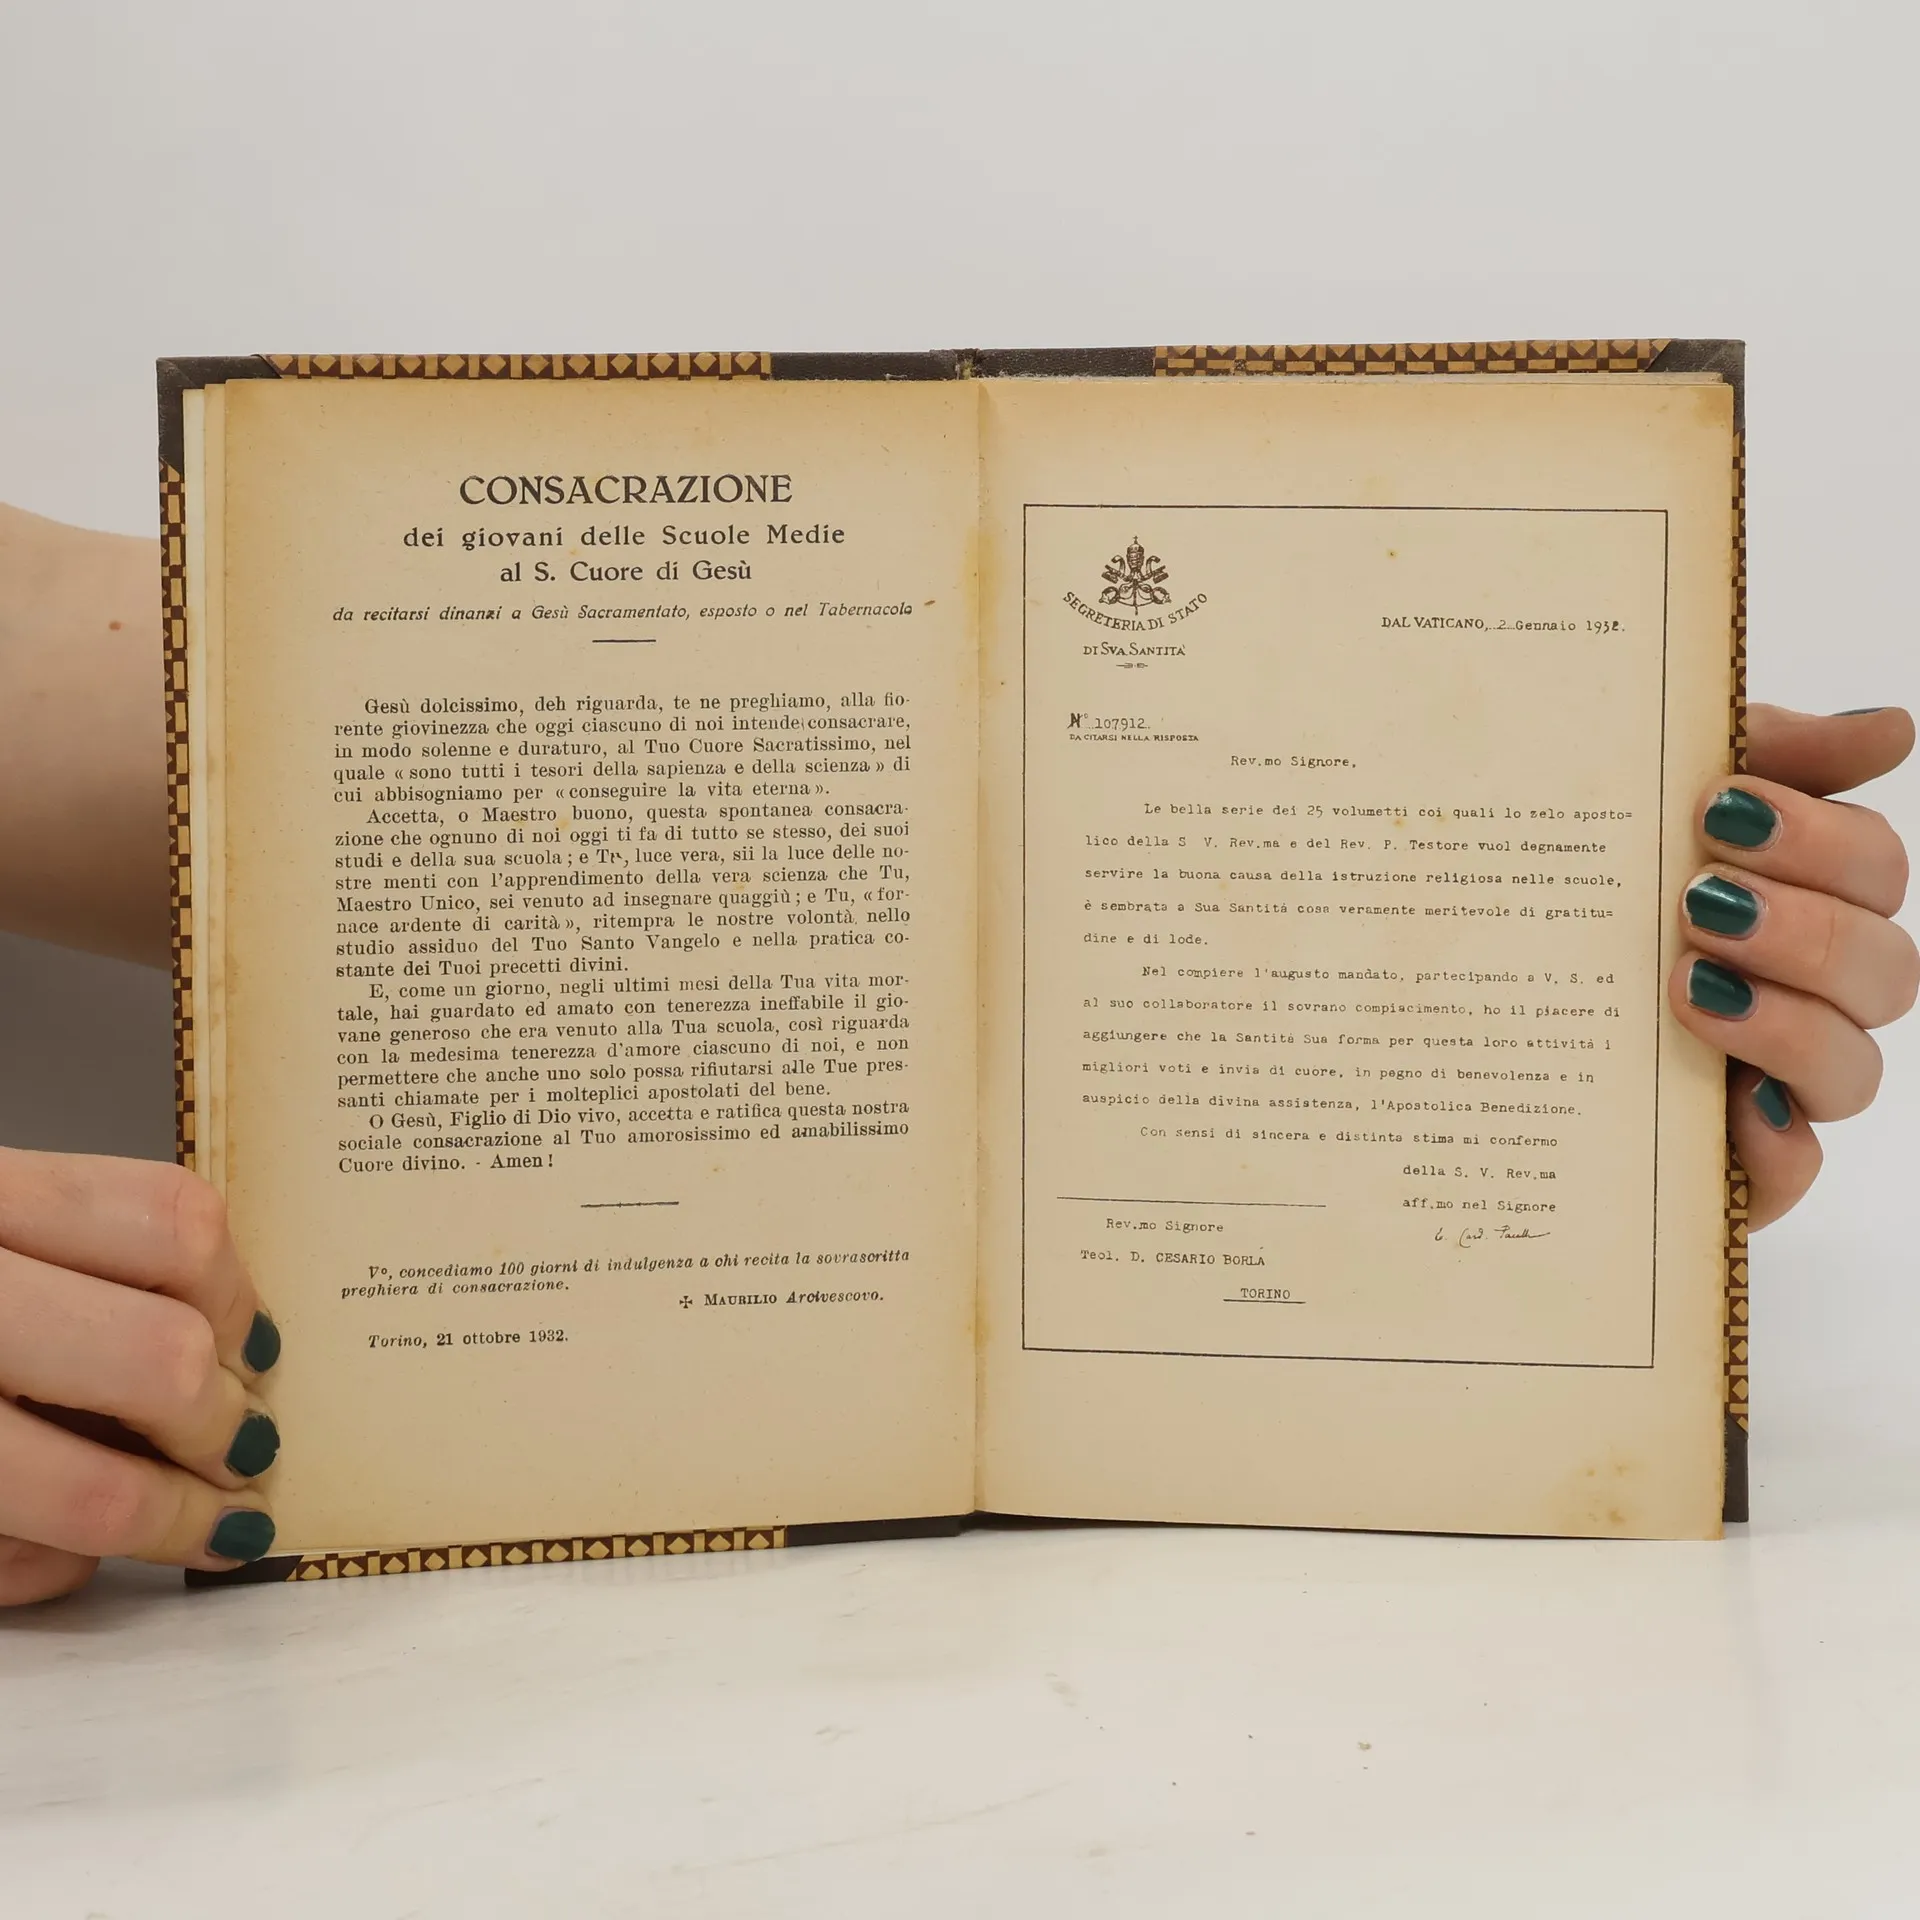 CONSACRAZIONE
dei giovani delle Scuole Medie
al S. Cuore di Gesù
da recitarsi dinanzi a Gesù Sacramentato, esposto o nel Tabernacolo
Gesù dolcissimo, deh riguarda, te ne preghiamo, alla fio-
rente giovinezza che oggi ciascuno di noi intende consacrare,
in modo solenne e duraturo, al Tuo Cuore Sacratissimo, nel
quale « sono tutti i tesori della sapienza e della scienza » di
cui abbisogniamo per « conseguire la vita eterna ».
Accetta, o Maestro buono, questa spontanea consacra-
zione che ognuno di noi oggi ti fa di tutto se stesso, dei suoi
studi e della sua scuola ; e Tu, luce vera, sii la luce delle no-
stre menti con l'apprendimento della vera scienza che Tu,
Maestro Unico, sei venuto ad insegnare quaggiù ; e Tu, « for-
nace ardente di carità », ritempra le nostre volontà nello
studio assiduo del Tuo Santo Vangelo e nella pratica co-
stante dei Tuoi precetti divini.
E, come un giorno, negli ultimi mesi della Tua vita mor-
tale, hai guardato ed amato con tenerezza ineffabile il gio-
vane generoso che era venuto alla Tua scuola, così riguarda
con la medesima tenerezza d'amore ciascuno di noi, e non
permettere che anche uno solo possa rifiutarsi alle Tue pres-
santi chiamate per i molteplici apostolati del bene.
O Gesù, Figlio di Dio vivo, accetta e ratifica questa nostra
sociale consacrazione al Tuo amorosissimo ed amabilissimo
Cuore divino. - Amen !
Vº, concediamo 100 giorni di indulgenza a chi recita la sovrascritta
preghiera di consacrazione.
✠ MAURILIO Arcivescovo.
Torino, 21 ottobre 1932.
SEGRETERIA DI STATO
DI SVA SANTITA'
DAL VATICANO, 2 Gennaio 1932.
N° 107912.
DA CITARSI NELLA RISPOSTA
Rev.mo Signore,
Le bella serie dei 25 volumetti coi quali lo zelo aposto=
lico della S V. Rev.ma e del Rev. P. Testore vuol degnamente
servire la buona causa della istruzione religiosa nelle scuole,
è sembrata a Sua Santità cosa veramente meritevole di gratitu=
dine e di lode.
Nel compiere l'augusto mandato, partecipando a V. S. ed
al suo collaboratore il sovrano compiacimento, ho il piacere di
aggiungere che la Santità Sua forma per questa loro attività i
migliori voti e invia di cuore, in pegno di benevolenza e in
auspicio della divina assistenza, l'Apostolica Benedizione.
Con sensi di sincera e distinta stima mi confermo
della S. V. Rev.ma
aff.mo nel Signore
Card. Pacelli
Rev.mo Signore
Teol. D. CESARIO BORLA
TORINO